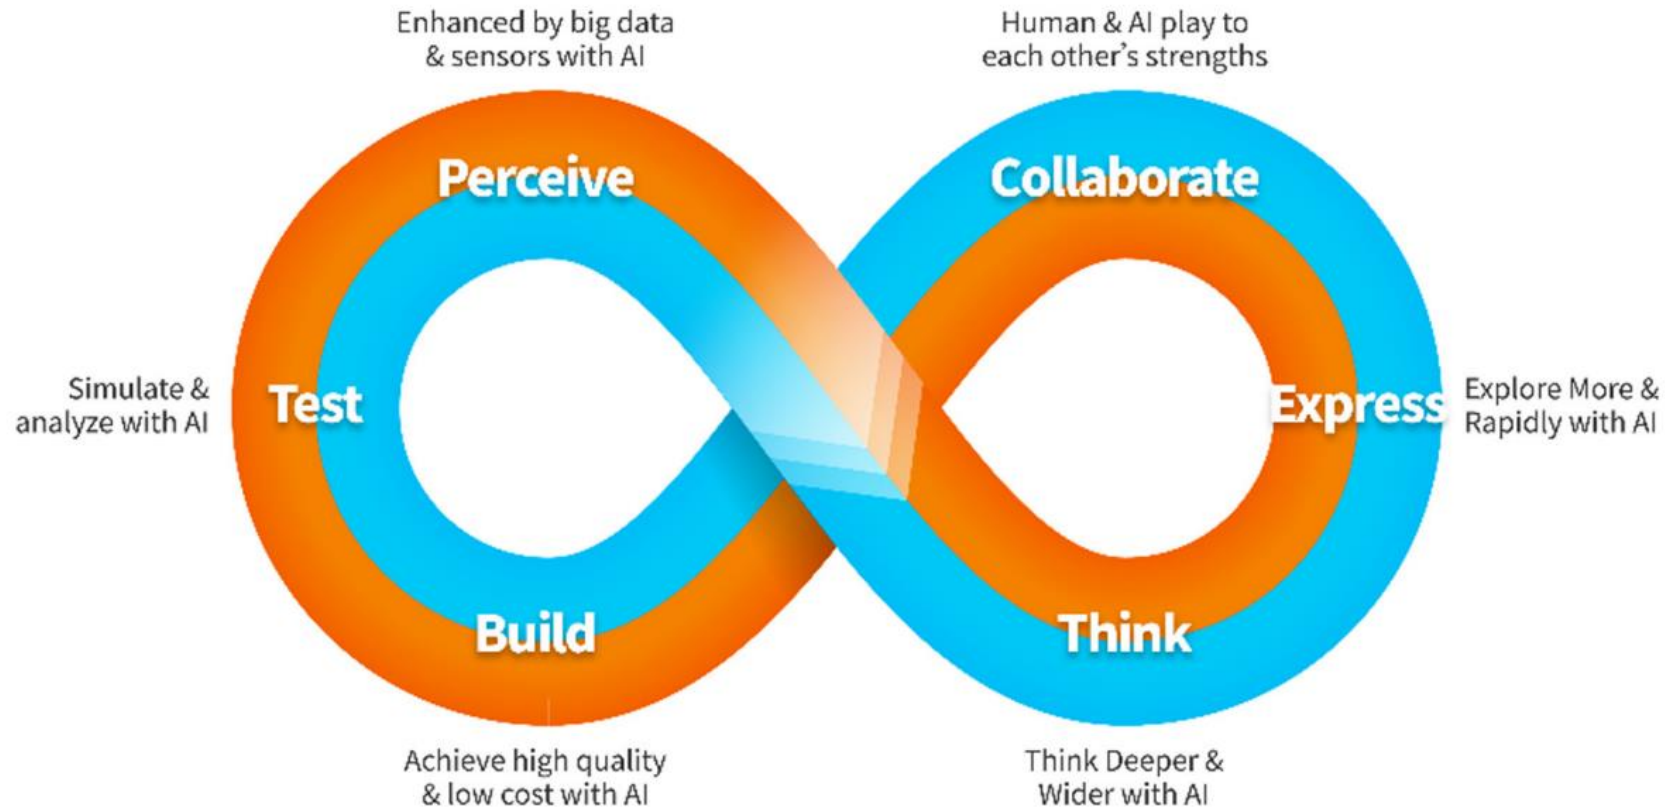 Enhanced by big data
& sensors with AI
Human & AI play to
each other's strengths
Perceive
Collaborate
Simulate &
analyze with AI
Test
Express
Explore More &
Rapidly with AI
Build
Think
Achieve high quality
& low cost with AI
Think Deeper &
Wider with AI